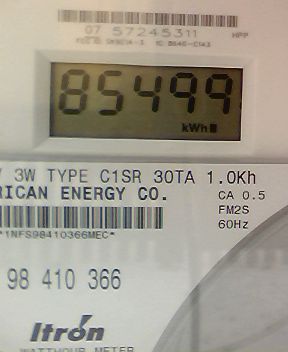 07 57245311 HPP
85499
kWh
V 3W TYPE C1SR 30TA 1.0Kh
RICAN ENERGY CO. CA 0.5
FM2S
*1NFS98410366MEC* 60Hz
98 410 366
Itron
WATTHOUR METER